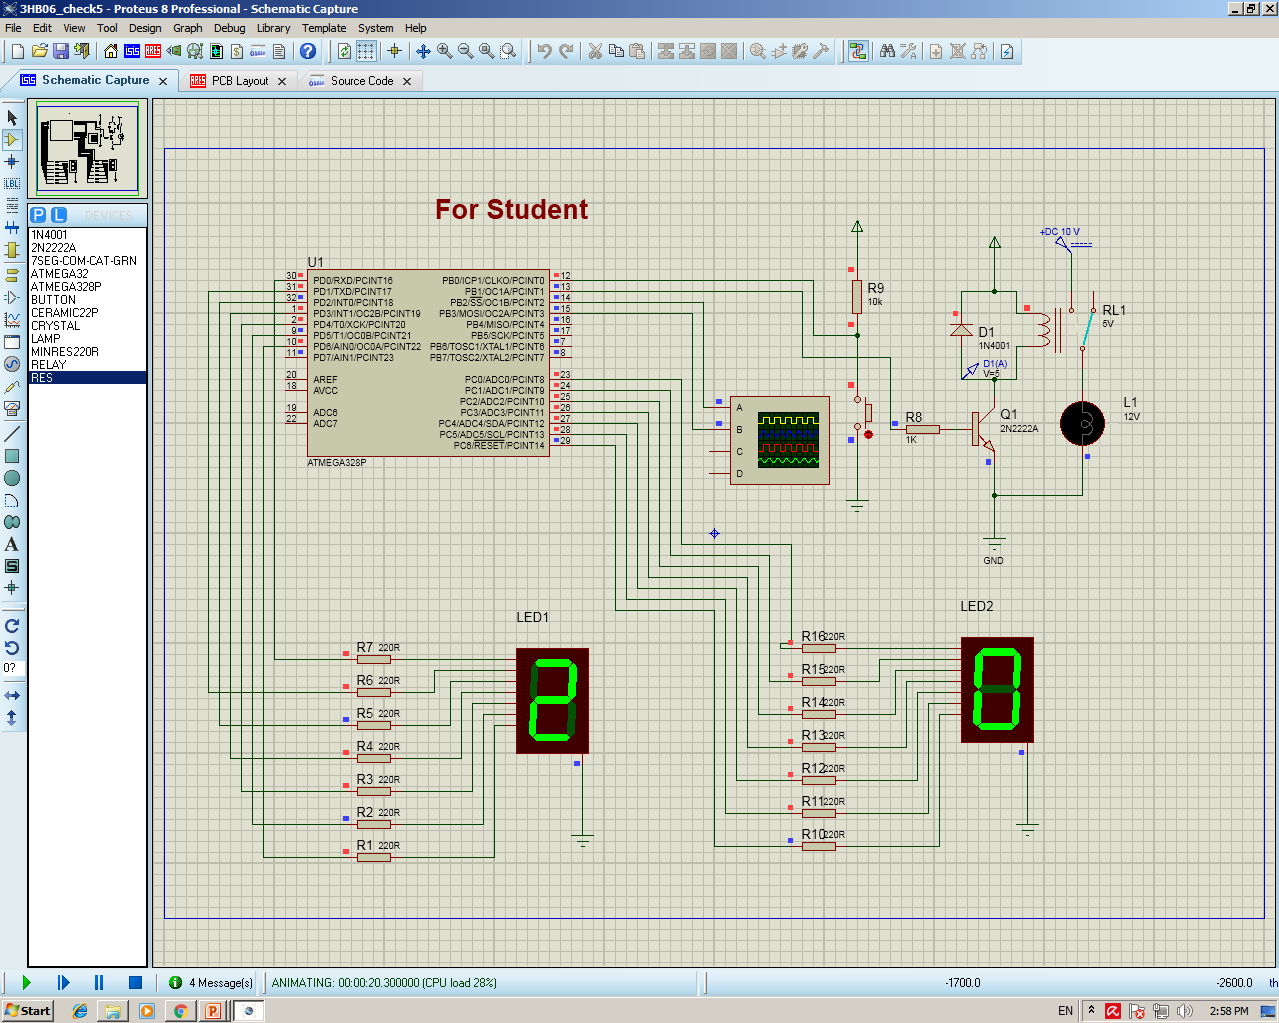 3HB06_check5 - Proteus 8 Professional - Schematic Capture
File Edit View Tool Design Graph Debug Library Template System Help
Schematic Capture
PCB Layout
Source Code
P L DEVICES
1N4001
2N2222A
7SEG-COM-CAT-GRN
ATMEGA32
ATMEGA328P
BUTTON
CERAMIC22P
CRYSTAL
LAMP
MINRES220R
RELAY
RES
LBL
A
S
0?
For Student
U1
30 PD0/RXD/PCINT16 PB0/ICP1/CLKO/PCINT0 12
31 PD1/TXD/PCINT17 PB1/OC1A/PCINT1 13
32 PD2/INT0/PCINT18 PB2/SS/OC1B/PCINT2 14
1 PD3/INT1/OC2B/PCINT19 PB3/MOSI/OC2A/PCINT3 15
2 PD4/T0/XCK/PCINT20 PB4/MISO/PCINT4 16
9 PD5/T1/OC0B/PCINT21 PB5/SCK/PCINT5 17
10 PD6/AIN0/OC0A/PCINT22 PB6/TOSC1/XTAL1/PCINT6 7
11 PD7/AIN1/PCINT23 PB7/TOSC2/XTAL2/PCINT7 8
20 AREF PC0/ADC0/PCINT8 23
18 AVCC PC1/ADC1/PCINT9 24
PC2/ADC2/PCINT10 25
19 ADC6 PC3/ADC3/PCINT11 26
22 ADC7 PC4/ADC4/SDA/PCINT12 27
PC5/ADC5/SCL/PCINT13 28
PC6/RESET/PCINT14 29
ATMEGA328P
A
B
C
D
R9
10k
R8
1K
+DC 10 V
D1
1N4001
D1(A)
V=5
RL1
5V
Q1
2N2222A
L1
12V
GND
LED1
R7 220R
R6 220R
R5 220R
R4 220R
R3 220R
R2 220R
R1 220R
2
LED2
R16 220R
R15 220R
R14 220R
R13 220R
R12 220R
R11 220R
R10 220R
0
4 Message(s)
ANIMATING: 00:00:20.300000 (CPU load 28%)
-1700.0
-2600.0
th
Start
EN
2:58 PM